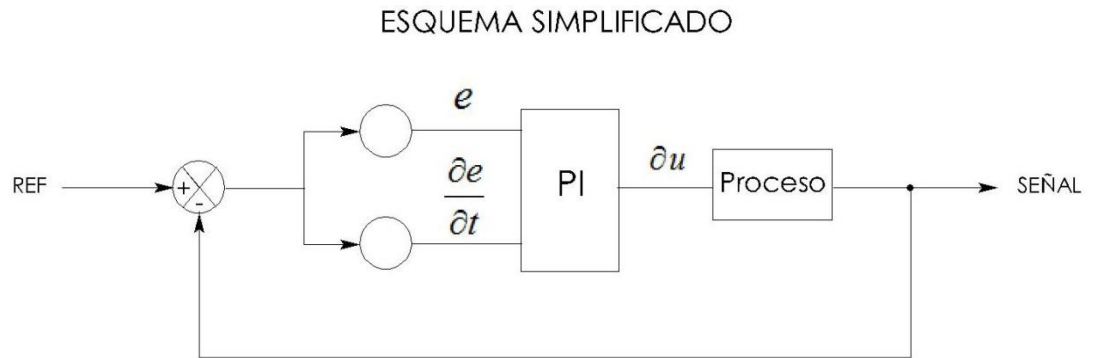 ESQUEMA SIMPLIFICADO
e
∂e
∂t
PI
∂u
Proceso
REF
+
-
SEÑAL